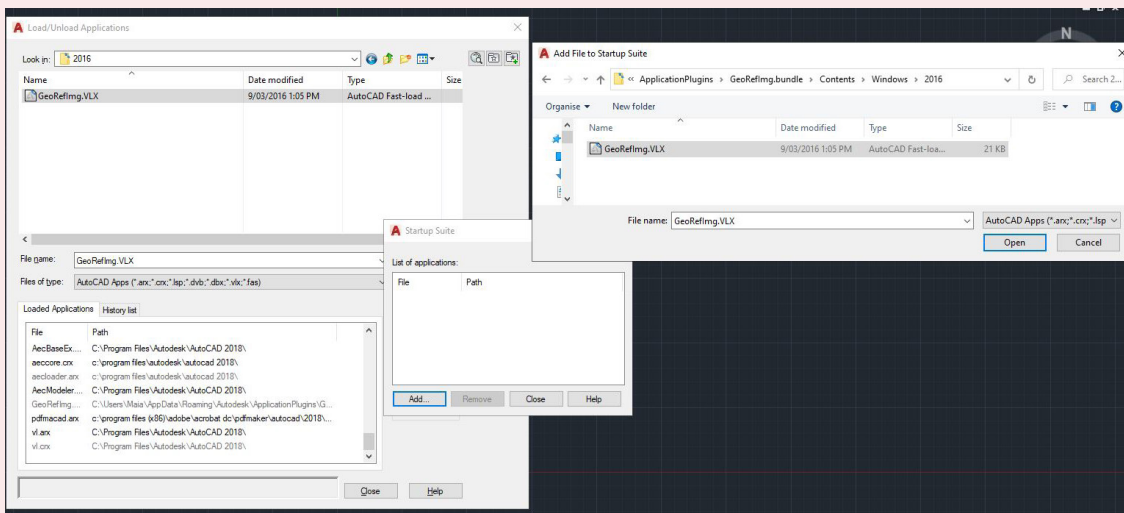 Load/Unload Applications
Look in: 2016
Name Date modified Type Size
GeoRefImg.VLX 9/03/2016 1:05 PM AutoCAD Fast-load ...
File name: GeoRefImg.VLX
Files of type: AutoCAD Apps (*.arx;*.crx;*.lsp;*.dvb;*.dbx;*.vlx;*.fas)
Loaded Applications History list
File Path
AecBaseEx.... C:\Program Files\Autodesk\AutoCAD 2018\
aeccore.crx c:\program files\autodesk\autocad 2018\
aecloader.arx c:\program files\autodesk\autocad 2018\
AecModeler.... C:\Program Files\Autodesk\AutoCAD 2018\
GeoRefImg.... C:\Users\Maia\AppData\Roaming\Autodesk\ApplicationPlugins\G...
pdfmacad.arx c:\program files (x86)\adobe\acrobat dc\pdfmaker\autocad\2018\...
vl.arx C:\Program Files\Autodesk\AutoCAD 2018\
vl.crx C:\Program Files\Autodesk\AutoCAD 2018\
Close Help
Startup Suite
List of applications:
File Path
Add... Remove Close Help
N
Add File to Startup Suite
« ApplicationPlugins > GeoRefImg.bundle > Contents > Windows > 2016 Search 2...
Organise New folder
Name Date modified Type Size
GeoRefImg.VLX 9/03/2016 1:05 PM AutoCAD Fast-loa... 21 KB
File name: GeoRefImg.VLX AutoCAD Apps (*.arx;*.crx;*.lsp
Open Cancel